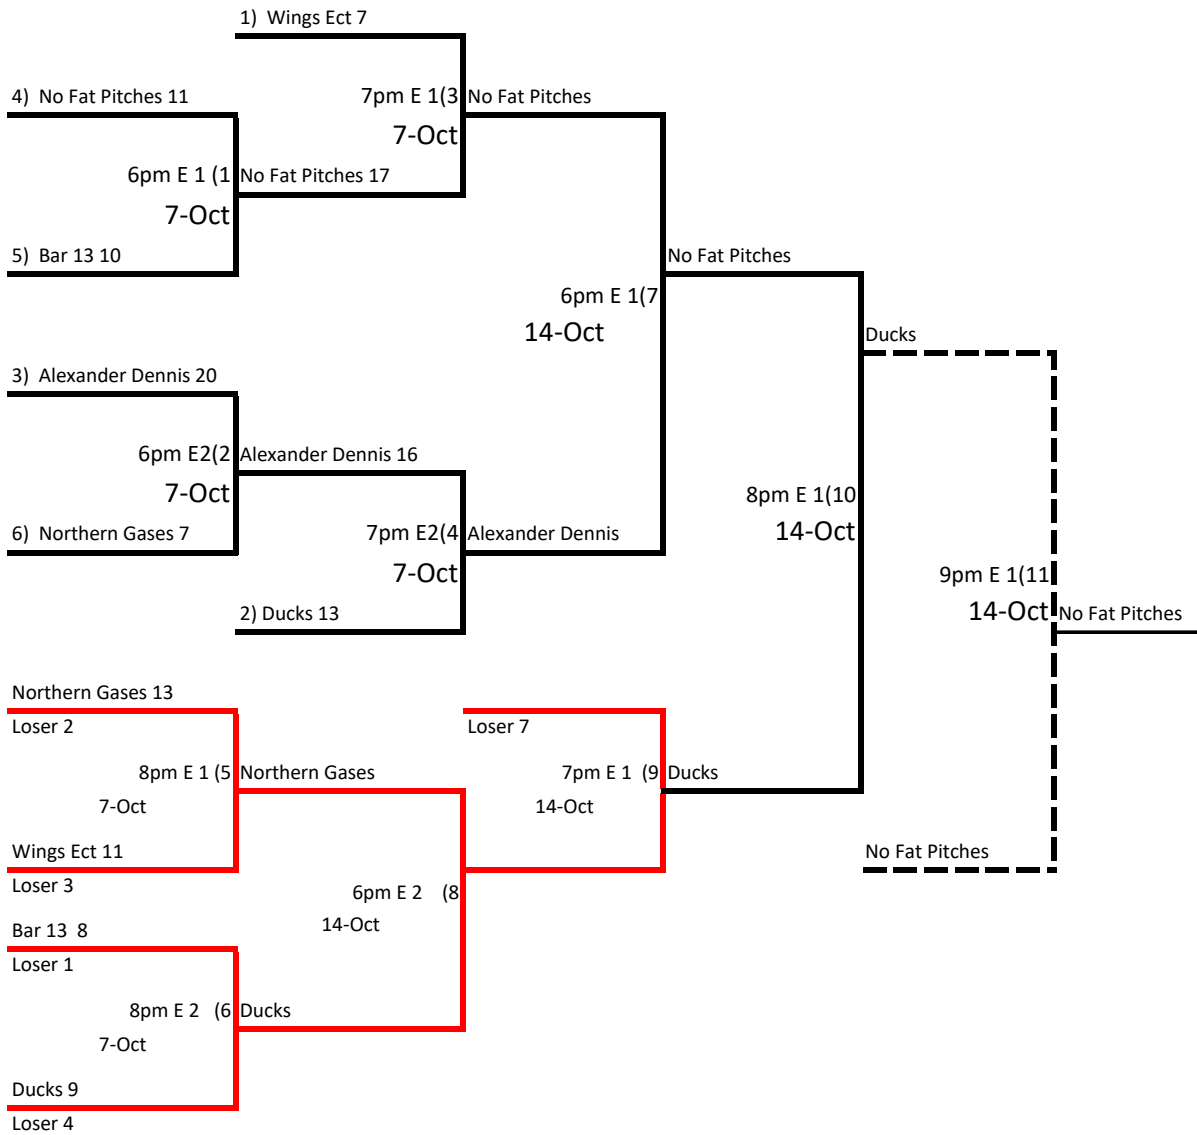 1)  Wings Ect 7
4)  No Fat Pitches 11
7pm E 1(3
No Fat Pitches
7-Oct
6pm E 1 (1
No Fat Pitches 17
7-Oct
5)  Bar 13 10
No Fat Pitches
6pm E 1(7
14-Oct
Ducks
3)  Alexander Dennis 20
6pm E2(2
Alexander Dennis 16
7-Oct
8pm E 1(10
14-Oct
6)  Northern Gases 7
7pm E2(4
Alexander Dennis
7-Oct
9pm E 1(11
14-Oct
No Fat Pitches
2) Ducks 13
Northern Gases 13
Loser 2
Loser 7
8pm E 1 (5
Northern Gases
7pm E 1  (9
Ducks
7-Oct
14-Oct
Wings Ect 11
No Fat Pitches
Loser 3
6pm E 2    (8
14-Oct
Bar 13  8
Loser 1
8pm E 2   (6
Ducks
7-Oct
Ducks 9
Loser 4